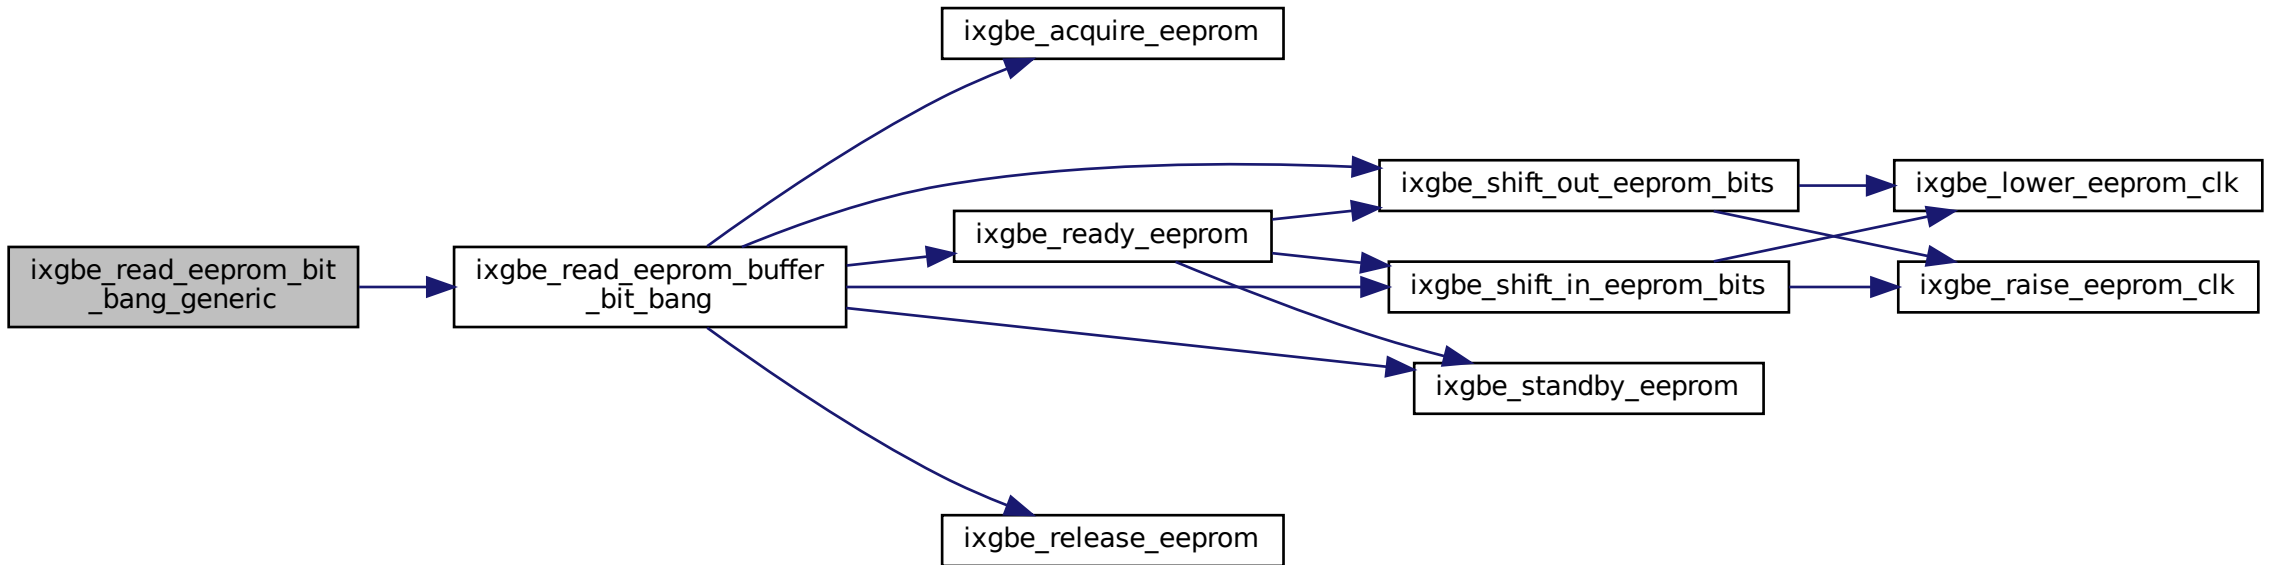 ixgbe_acquire_eeprom
ixgbe_shift_out_eeprom_bits
ixgbe_lower_eeprom_clk
ixgbe_ready_eeprom
ixgbe_read_eeprom_bit
_bang_generic
ixgbe_read_eeprom_buffer
_bit_bang
ixgbe_shift_in_eeprom_bits
ixgbe_raise_eeprom_clk
ixgbe_standby_eeprom
ixgbe_release_eeprom